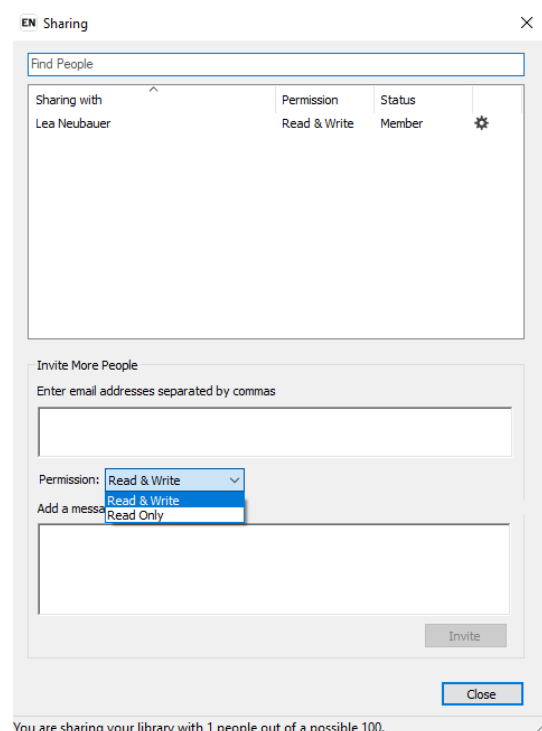 EN Sharing
Find People
Sharing with Permission Status
Lea Neubauer Read & Write Member
Invite More People
Enter email addresses separated by commas
Permission: Read & Write
Read & Write
Add a messa
Read Only
Invite
Close
You are sharing your library with 1 people out of a possible 100.